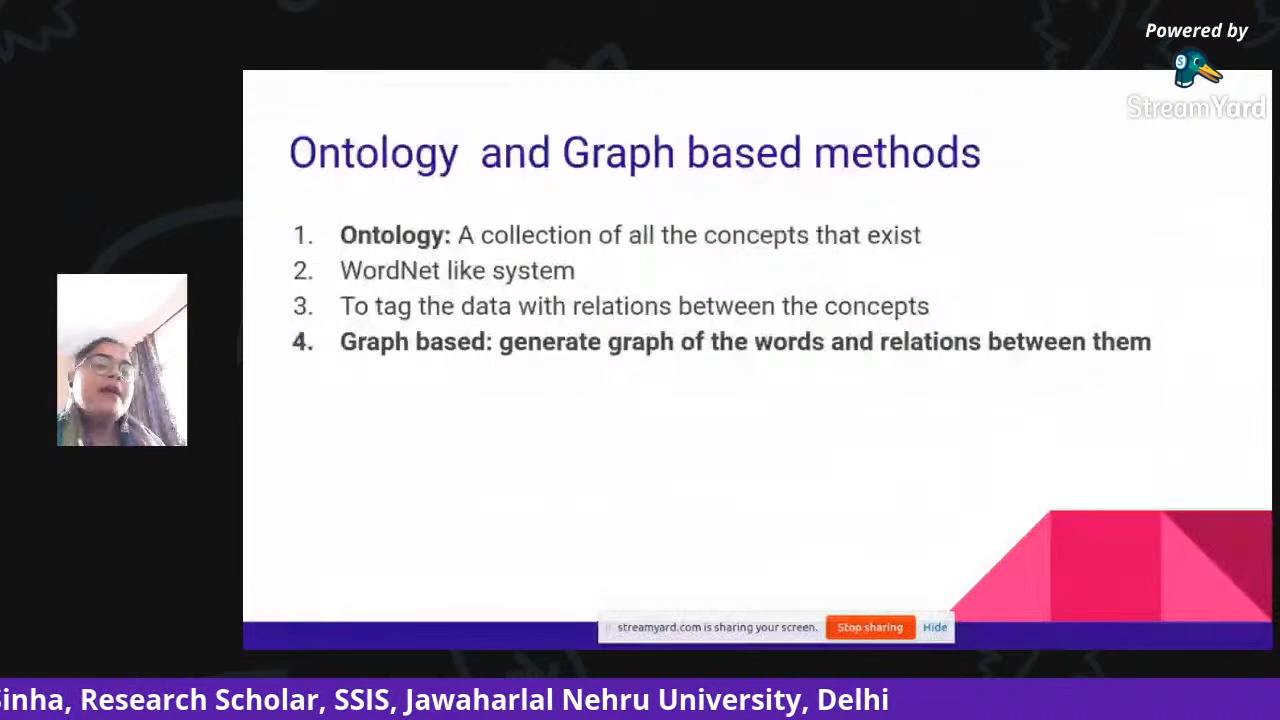 Powered by
StreamYard
Ontology and Graph based methods
1. Ontology: A collection of all the concepts that exist
2. WordNet like system
3. To tag the data with relations between the concepts
4. Graph based: generate graph of the words and relations between them
streamyard.com is sharing your screen. Stop sharing Hide
Sinha, Research Scholar, SSIS, Jawaharlal Nehru University, Delhi